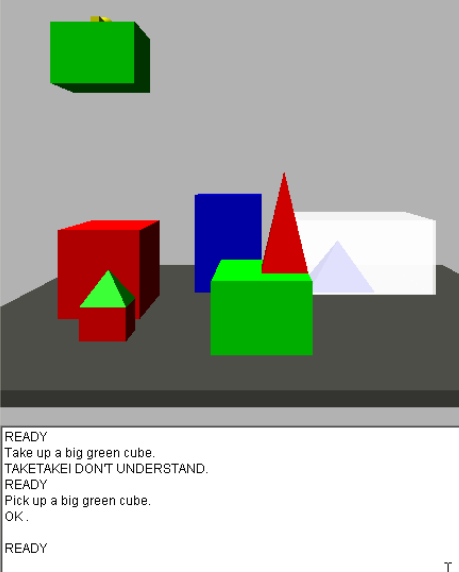 READY
Take up a big green cube.
TAKETAKEI DON'T UNDERSTAND.
READY
Pick up a big green cube.
OK .
READY